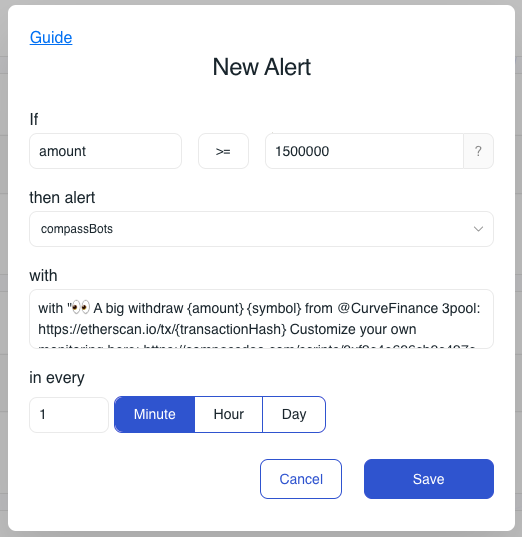 Guide
New Alert
If
amount >= 1500000 ?
then alert
compassBots
with
with "👀 A big withdraw {amount} {symbol} from @CurveFinance 3pool:
https://etherscan.io/tx/{transactionHash} Customize your own
in every
1 Minute Hour Day
Cancel Save